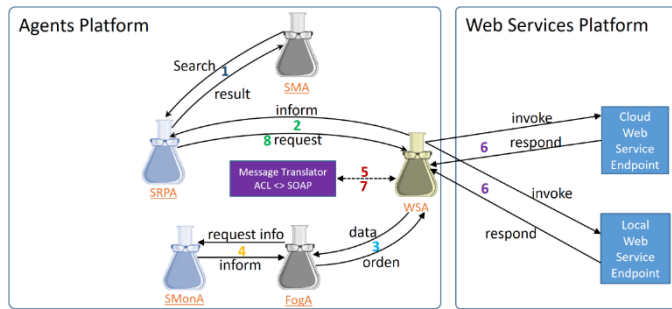 Agents Platform
Web Services Platform
Search
1
result
SMA
inform
2
8 request
SRPA
Message Translator
ACL <> SOAP
5
7
WSA
invoke
6
respond
Cloud
Web
Service
Endpoint
6
invoke
respond
Local
Web
Service
Endpoint
data
3
orden
request info
4
inform
SMonA
FogA